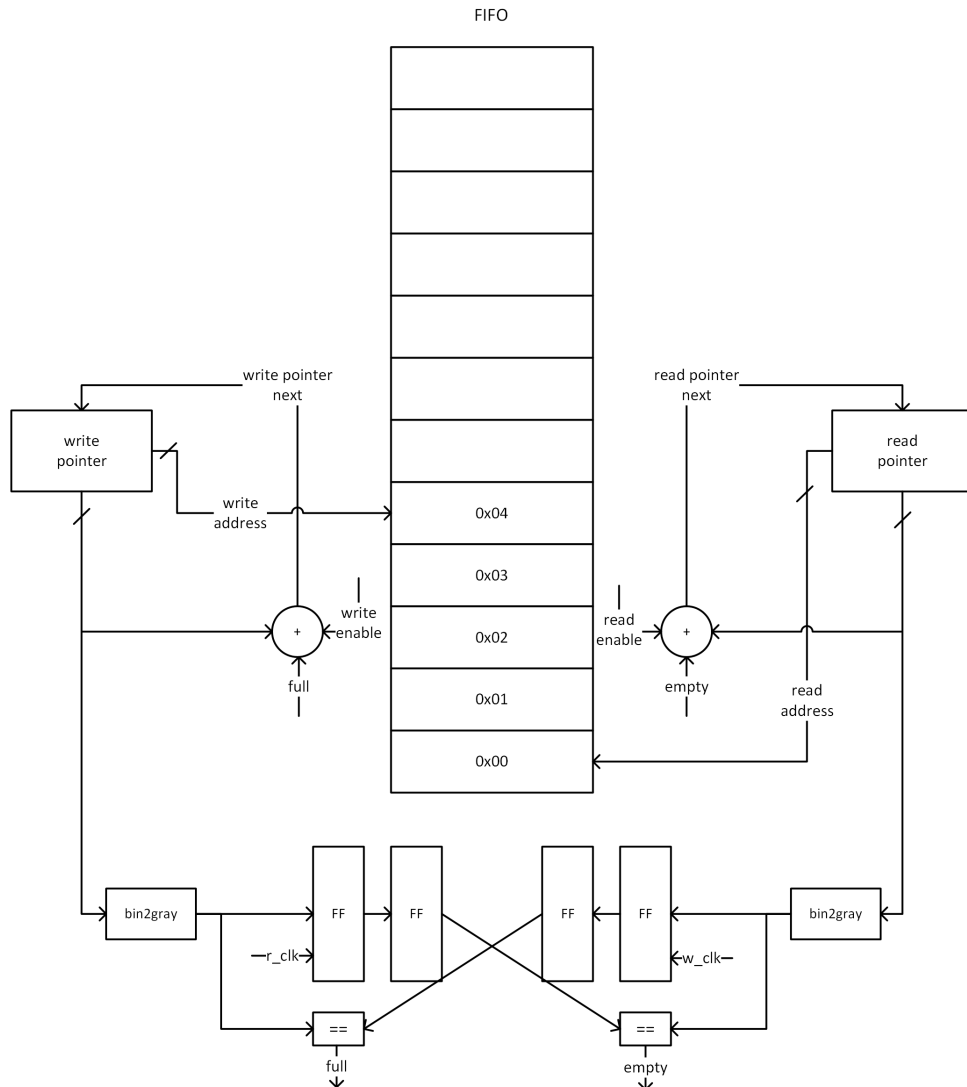 FIFO
write pointer
next
read pointer
next
write
pointer
read
pointer
write
address
0x04
0x03
write
enable
read
enable
+
0x02
+
full
empty
0x01
read
address
0x00
bin2gray
FF
FF
FF
FF
bin2gray
r_clk
w_clk
==
==
full
empty